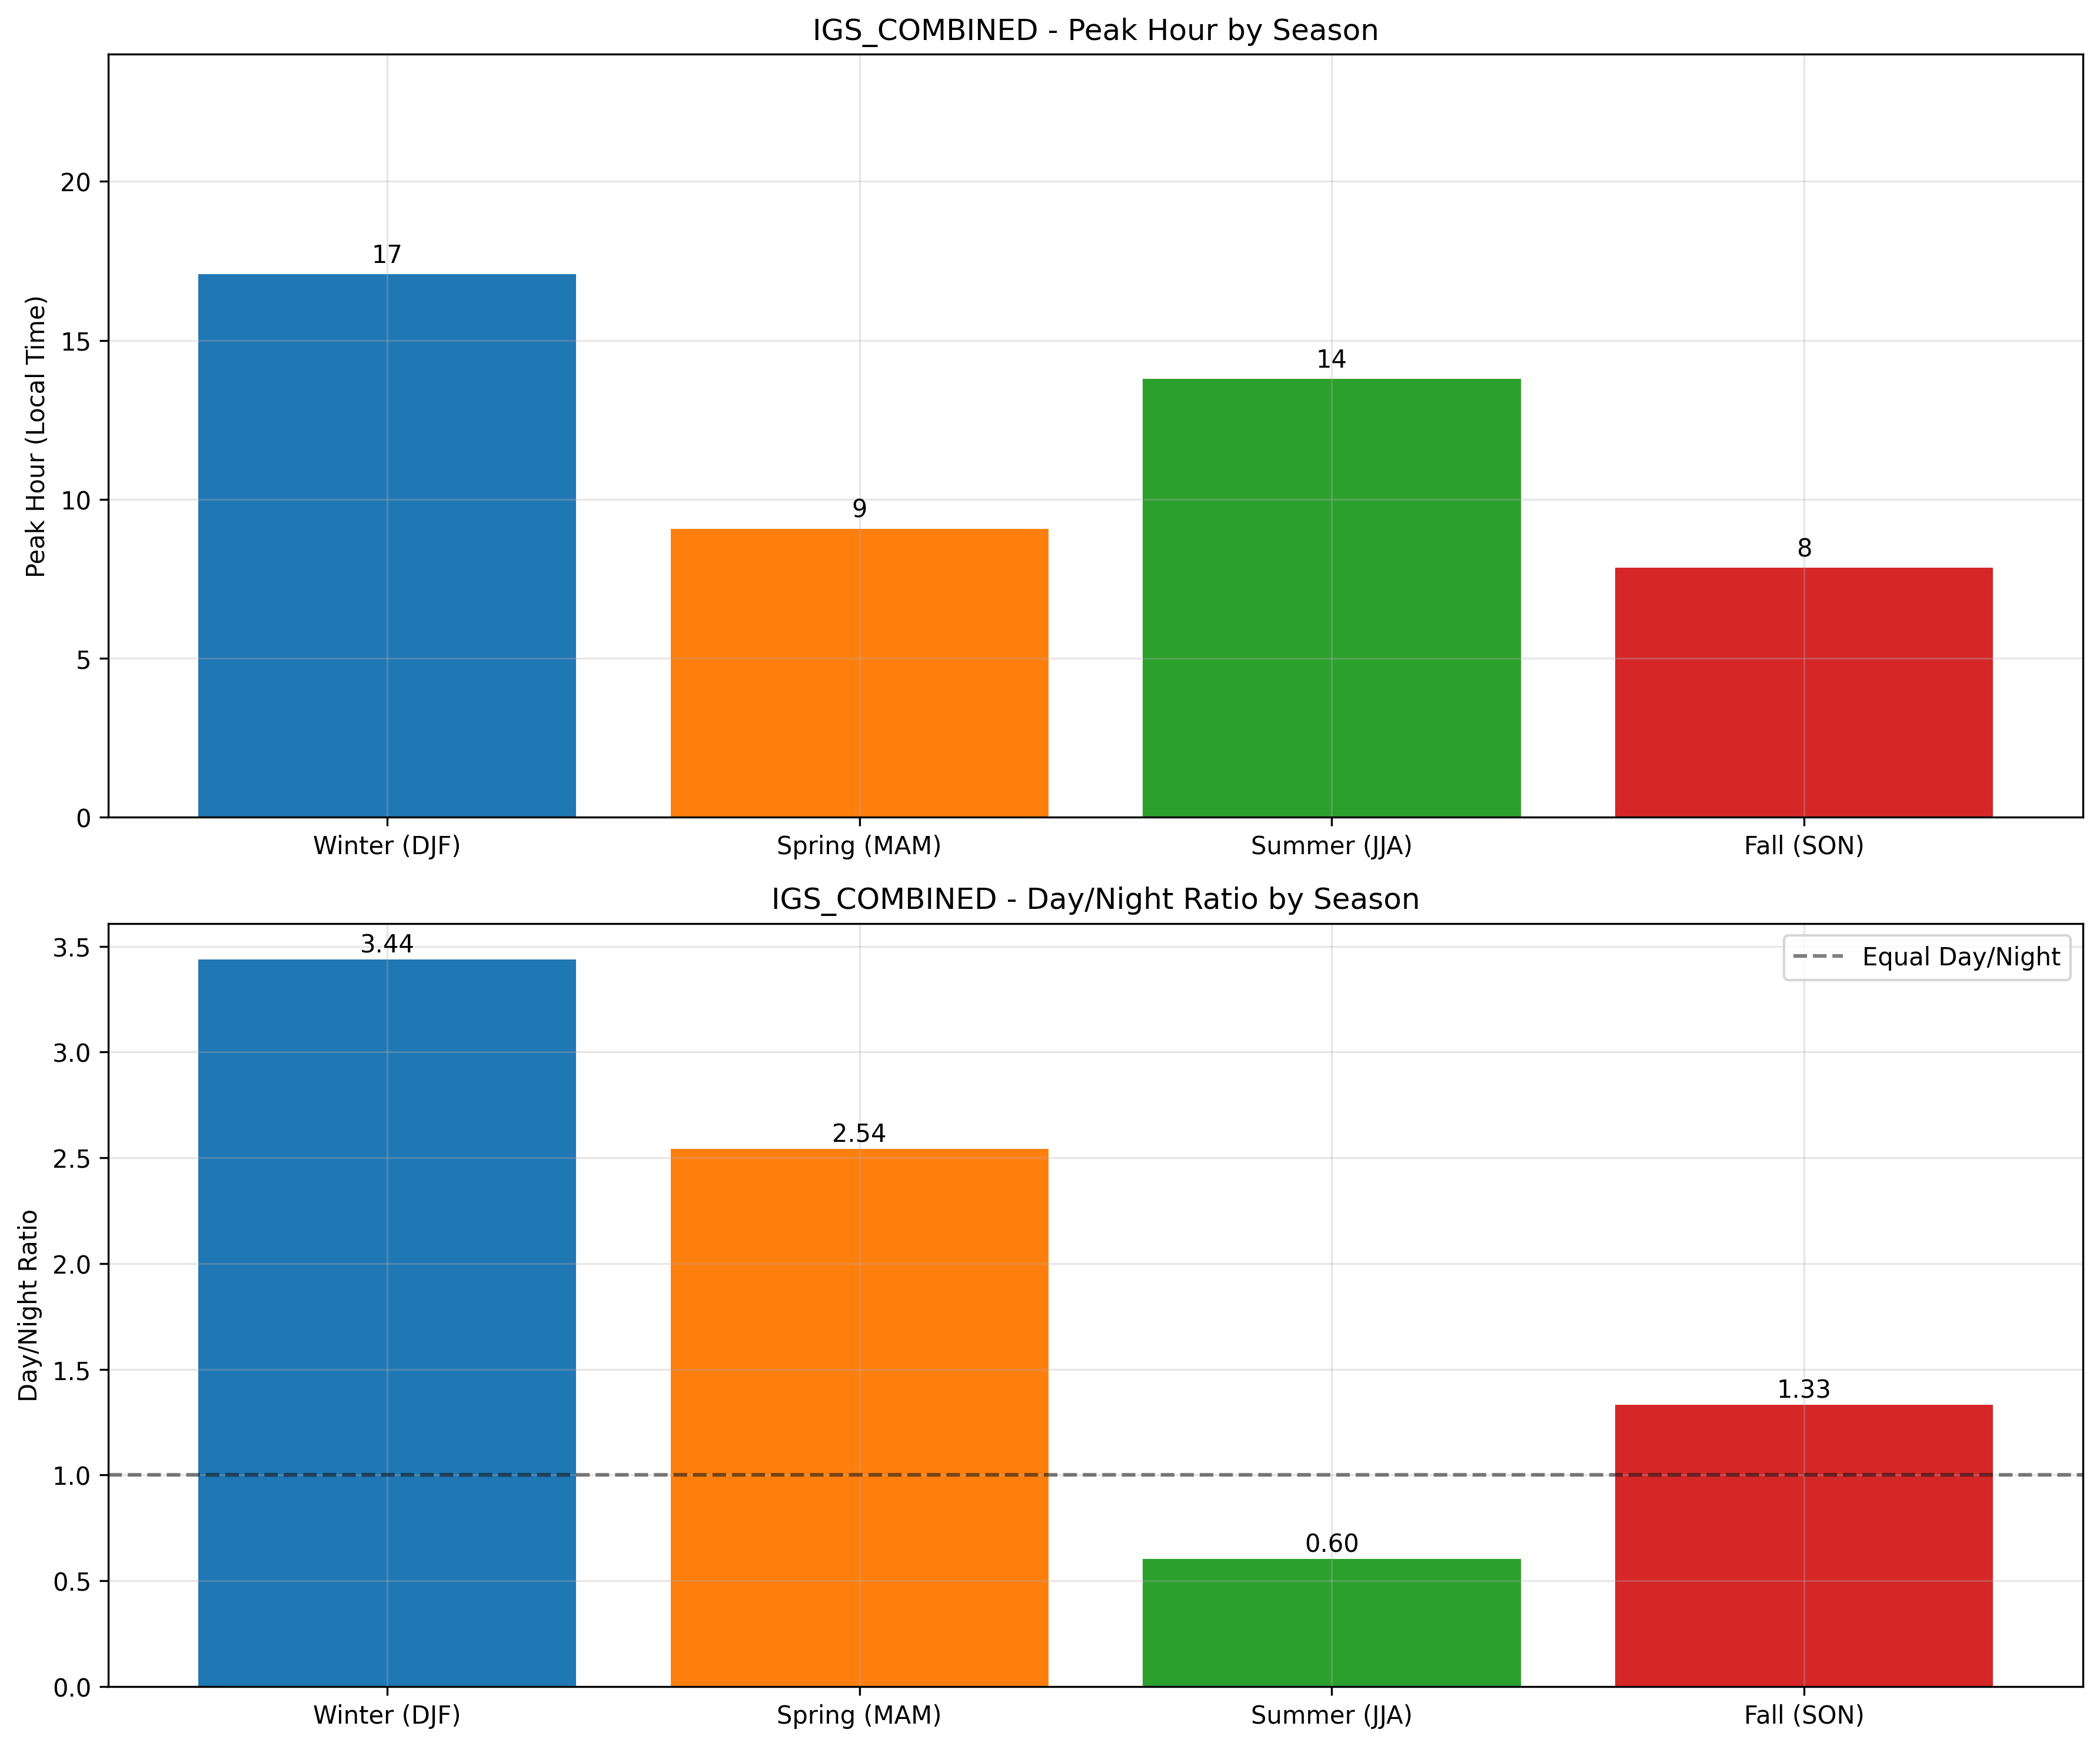 IGS_COMBINED - Peak Hour by Season
Peak Hour (Local Time)
20
15
10
5
0
17
9
14
8
Winter (DJF)
Spring (MAM)
Summer (JJA)
Fall (SON)
IGS_COMBINED - Day/Night Ratio by Season
Day/Night Ratio
3.5
3.0
2.5
2.0
1.5
1.0
0.5
0.0
Equal Day/Night
3.44
2.54
0.60
1.33
Winter (DJF)
Spring (MAM)
Summer (JJA)
Fall (SON)